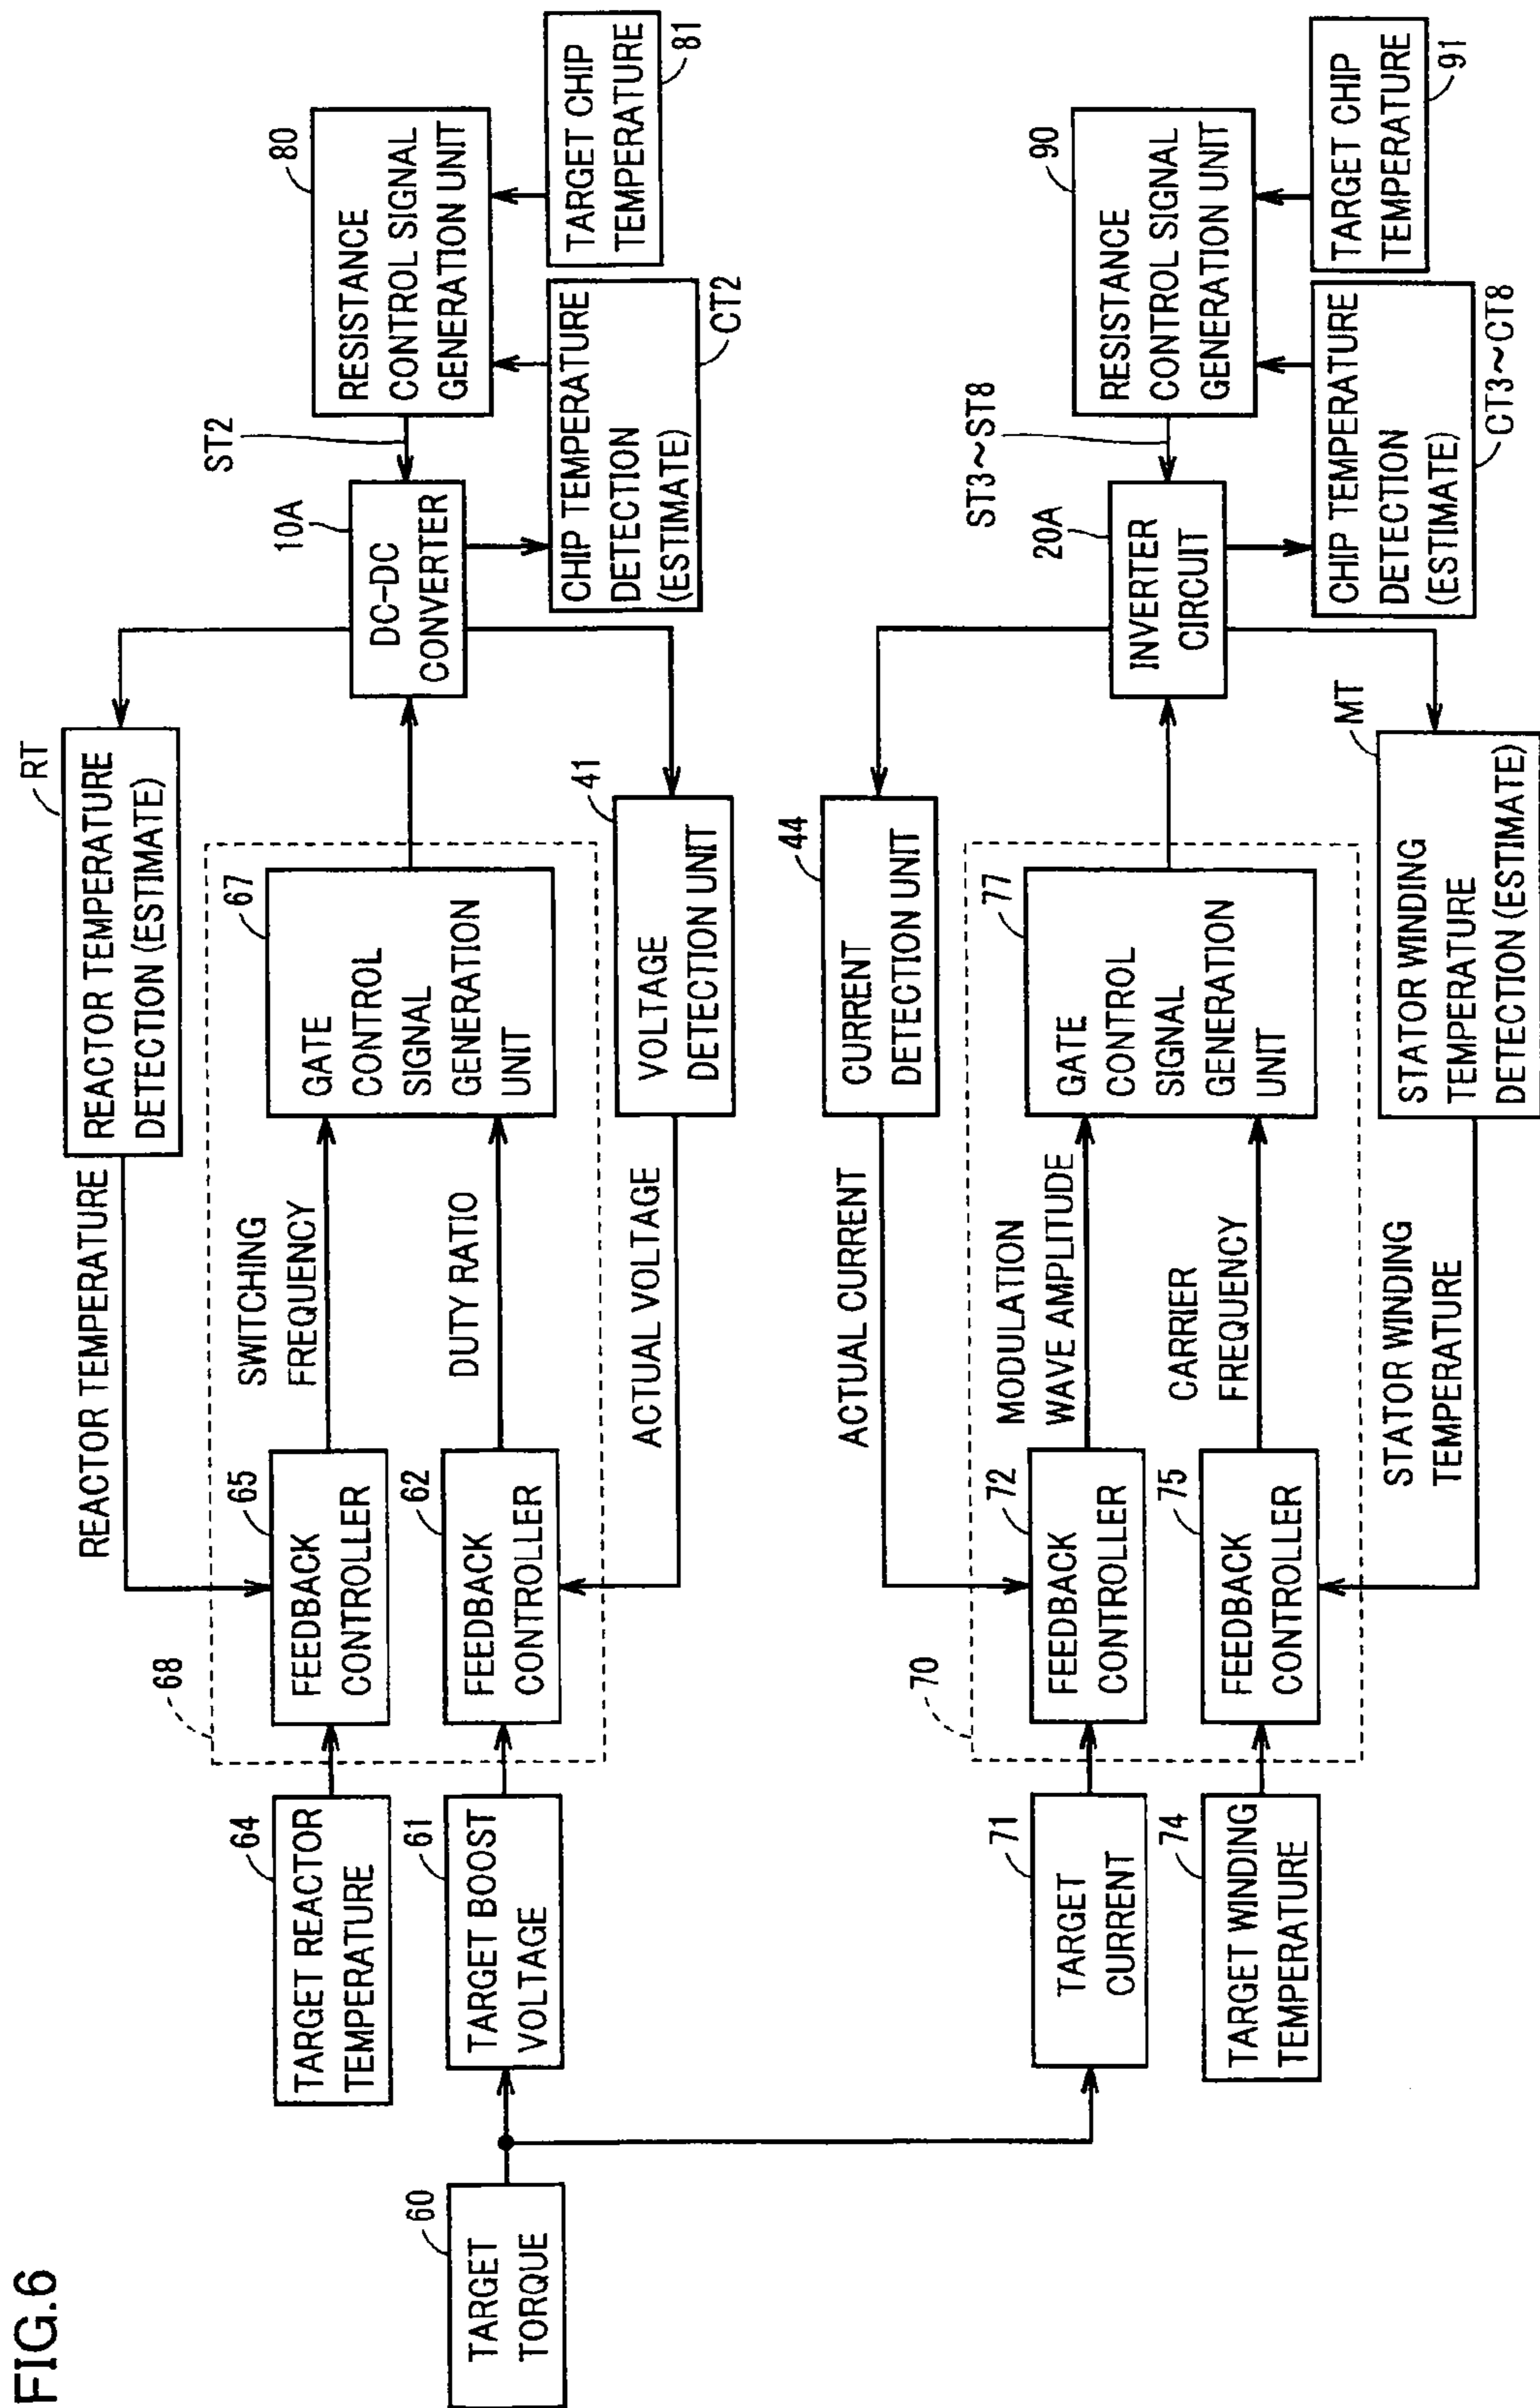 FIG.6
TARGET
TORQUE
60
TARGET REACTOR
TEMPERATURE
64
TARGET BOOST
VOLTAGE
61
68
FEEDBACK
CONTROLLER
65
FEEDBACK
CONTROLLER
62
SWITCHING
FREQUENCY
DUTY RATIO
GATE
CONTROL
SIGNAL
GENERATION
UNIT
67
REACTOR TEMPERATURE
REACTOR TEMPERATURE
DETECTION (ESTIMATE)
RT
ACTUAL VOLTAGE
VOLTAGE
DETECTION UNIT
41
DC-DC
CONVERTER
10A
ST2
RESISTANCE
CONTROL SIGNAL
GENERATION UNIT
80
CHIP TEMPERATURE
DETECTION
(ESTIMATE)
CT2
TARGET CHIP
TEMPERATURE
81
TARGET
CURRENT
71
TARGET WINDING
TEMPERATURE
74
70
FEEDBACK
CONTROLLER
72
FEEDBACK
CONTROLLER
75
MODULATION
WAVE AMPLITUDE
CARRIER
FREQUENCY
GATE
CONTROL
SIGNAL
GENERATION
UNIT
77
ACTUAL CURRENT
CURRENT
DETECTION UNIT
44
STATOR WINDING
TEMPERATURE
STATOR WINDING
TEMPERATURE
DETECTION (ESTIMATE)
MT
INVERTER
CIRCUIT
20A
ST3~ST8
RESISTANCE
CONTROL SIGNAL
GENERATION UNIT
90
CHIP TEMPERATURE
DETECTION
(ESTIMATE)
CT3~CT8
TARGET CHIP
TEMPERATURE
91